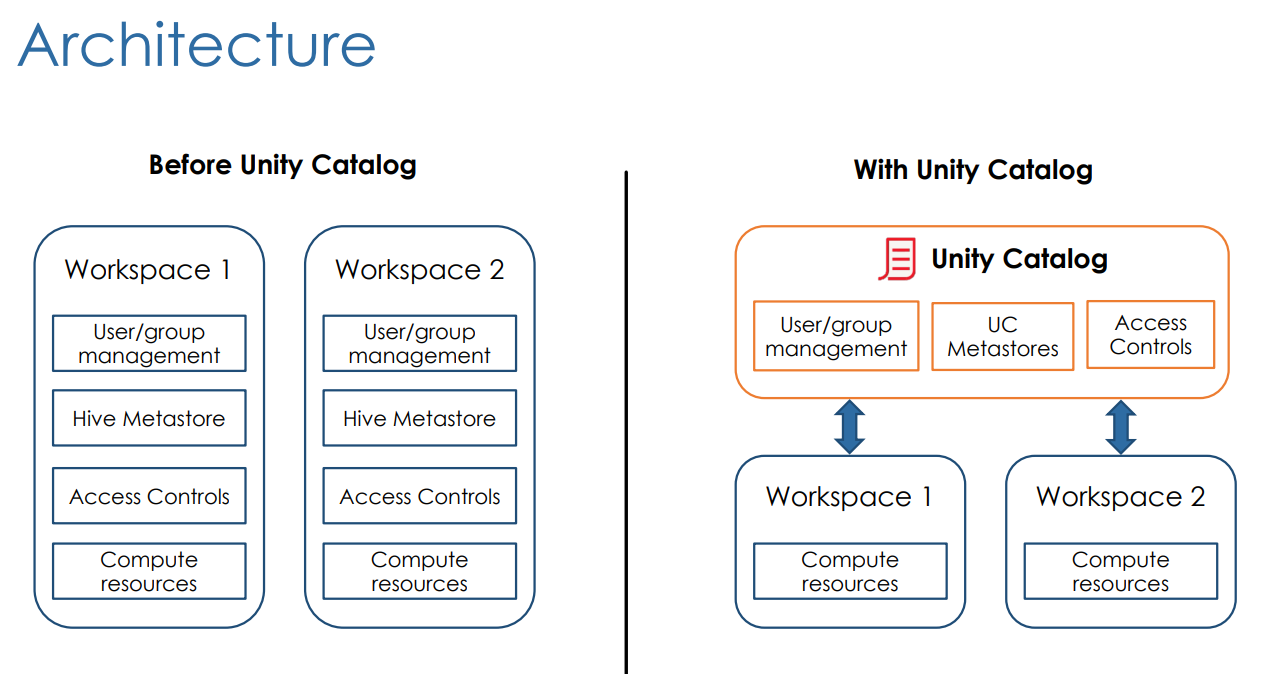 Architecture
Before Unity Catalog
Workspace 1
User/group
management
Hive Metastore
Access Controls
Compute
resources
Workspace 2
User/group
management
Hive Metastore
Access Controls
Compute
resources
With Unity Catalog
Unity Catalog
User/group
management
UC
Metastores
Access
Controls
Workspace 1
Compute
resources
Workspace 2
Compute
resources